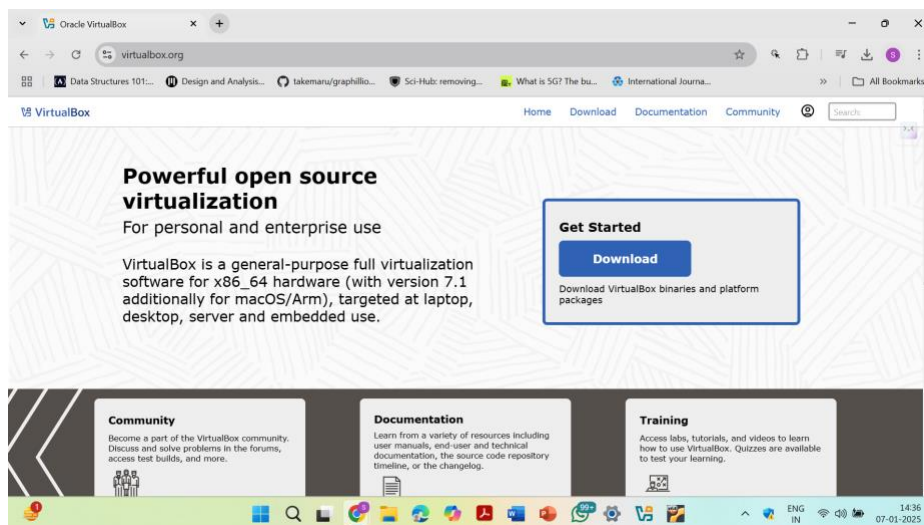 Oracle VirtualBox
virtualbox.org
Data Structures 101:...
Design and Analysis...
takemaru/graphillio...
Sci-Hub: removing...
What is 5G? The bu...
International Journa...
All Bookmarks
VirtualBox
Home
Download
Documentation
Community
Search:
Powerful open source
virtualization
For personal and enterprise use
VirtualBox is a general-purpose full virtualization
software for x86_64 hardware (with version 7.1
additionally for macOS/Arm), targeted at laptop,
desktop, server and embedded use.
Get Started
Download
Download VirtualBox binaries and platform
packages
Community
Become a part of the VirtualBox community.
Discuss and solve problems in the forums,
access test builds, and more.
Documentation
Learn from a variety of resources including
user manuals, end-user and technical
documentation, the source code repository
timeline, or the changelog.
Training
Access labs, tutorials, and videos to learn
how to use VirtualBox. Quizzes are available
to test your learning.
99+
ENG
IN
14:36
07-01-2025